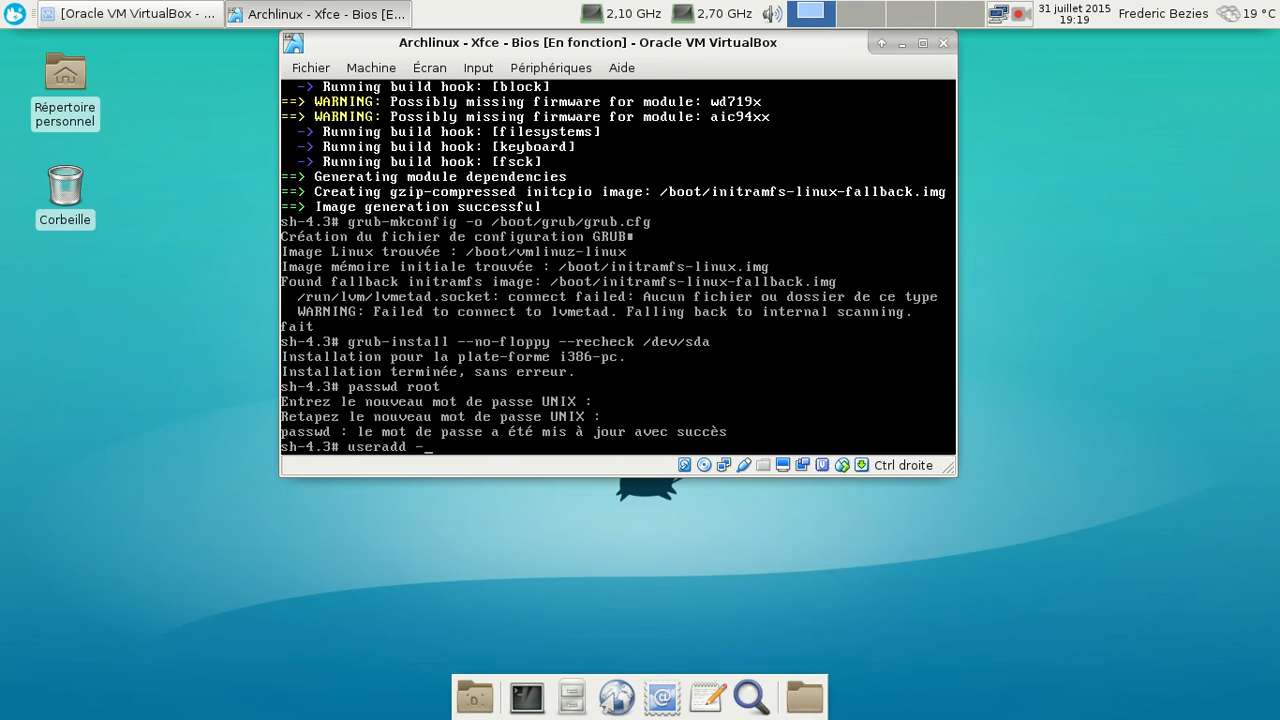 [Oracle VM VirtualBox - ...
Archlinux - Xfce - Bios [E...
2,10 GHz
2,70 GHz
31 juillet 2015
19:19
Frederic Bezies
19 °C
Répertoire
personnel
Corbeille
Archlinux - Xfce - Bios [En fonction] - Oracle VM VirtualBox
Fichier Machine Écran Input Périphériques Aide
-> Running build hook: [block]
==> WARNING: Possibly missing firmware for module: wd719x
==> WARNING: Possibly missing firmware for module: aic94xx
-> Running build hook: [filesystems]
-> Running build hook: [keyboard]
-> Running build hook: [fsck]
==> Generating module dependencies
==> Creating gzip-compressed initcpio image: /boot/initramfs-linux-fallback.img
==> Image generation successful
sh-4.3# grub-mkconfig -o /boot/grub/grub.cfg
Création du fichier de configuration GRUB
Image Linux trouvée : /boot/vmlinuz-linux
Image mémoire initiale trouvée : /boot/initramfs-linux.img
Found fallback initramfs image: /boot/initramfs-linux-fallback.img
/run/lvm/lvmetad.socket: connect failed: Aucun fichier ou dossier de ce type
WARNING: Failed to connect to lvmetad. Falling back to internal scanning.
fait
sh-4.3# grub-install --no-floppy --recheck /dev/sda
Installation pour la plate-forme i386-pc.
Installation terminée, sans erreur.
sh-4.3# passwd root
Entrez le nouveau mot de passe UNIX :
Retapez le nouveau mot de passe UNIX :
passwd : le mot de passe a été mis à jour avec succès
sh-4.3# useradd -_
Ctrl droite